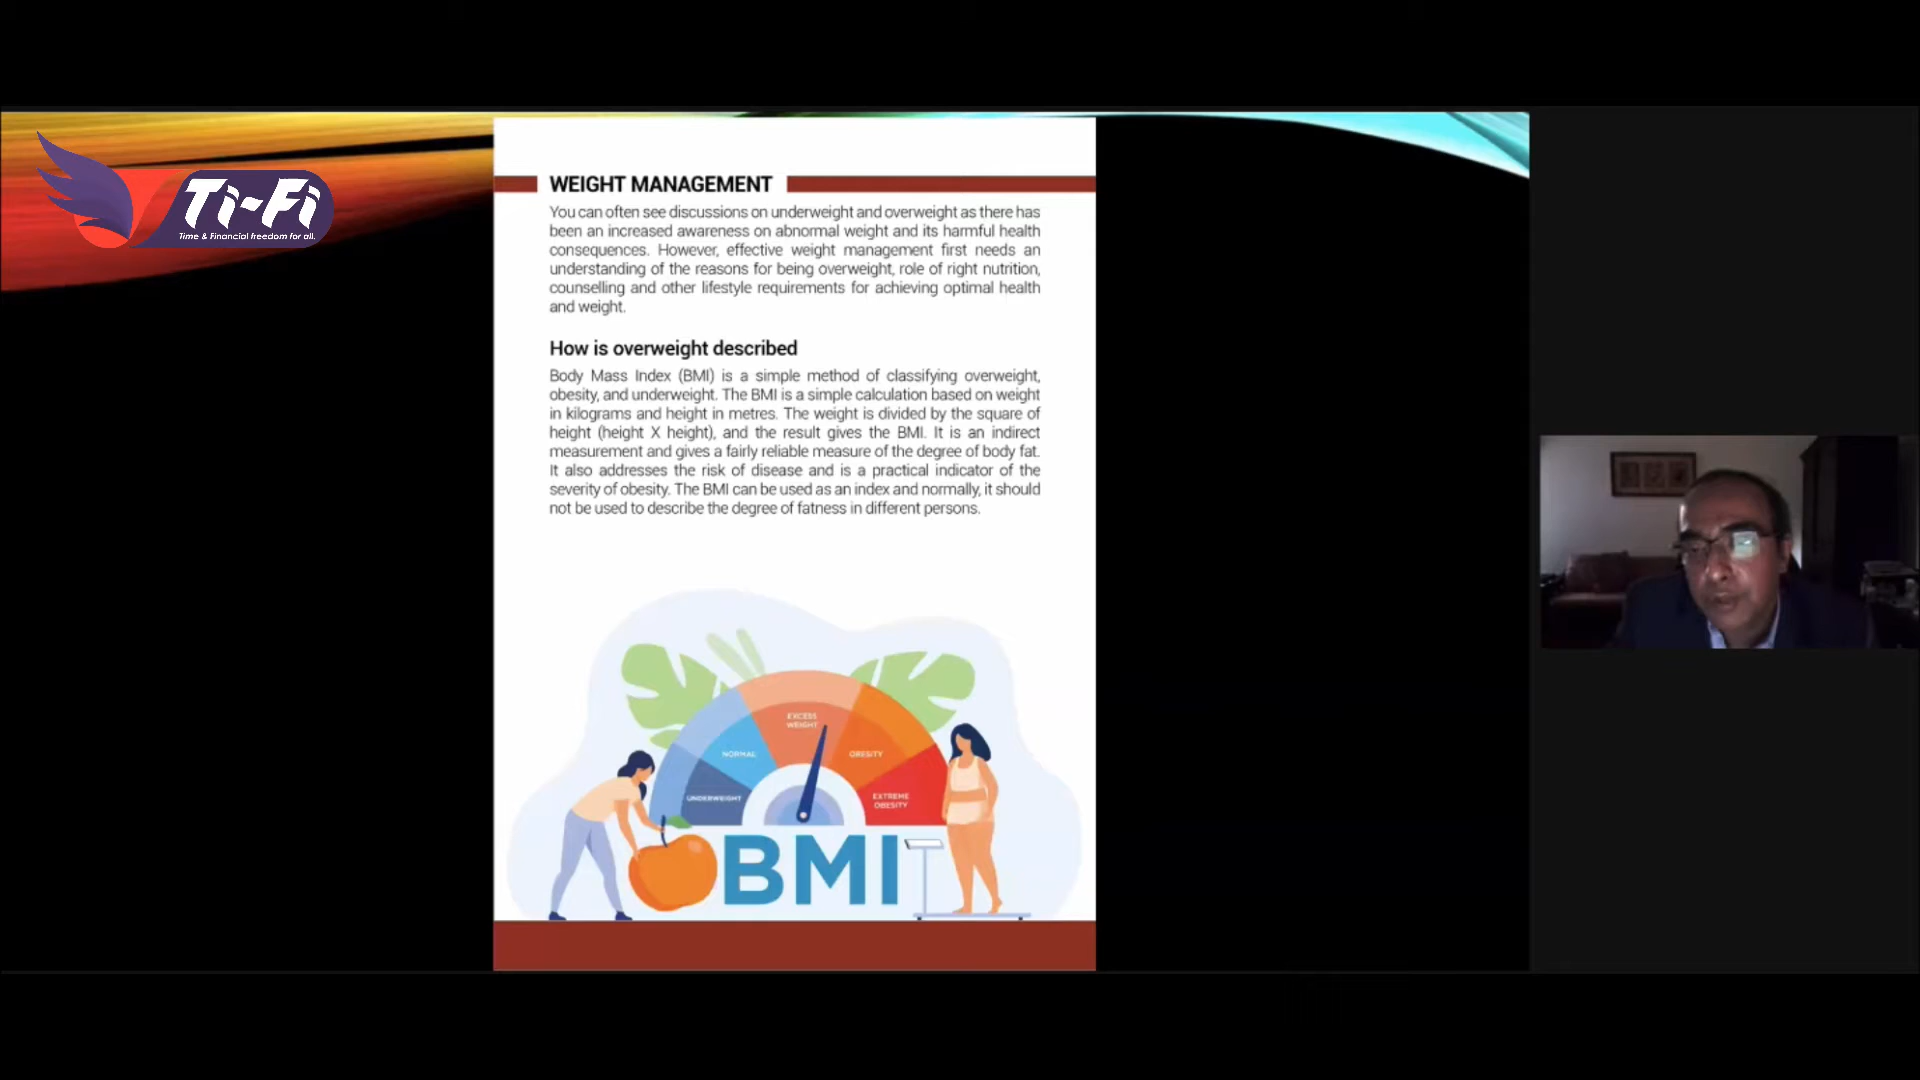 Ti-Fi
Time & Financial freedom for all.
WEIGHT MANAGEMENT
You can often see discussions on underweight and overweight as there has
been an increased awareness on abnormal weight and its harmful health
consequences. However, effective weight management first needs an
understanding of the reasons for being overweight, role of right nutrition,
counselling and other lifestyle requirements for achieving optimal health
and weight.
How is overweight described
Body Mass Index (BMI) is a simple method of classifying overweight,
obesity, and underweight. The BMI is a simple calculation based on weight
in kilograms and height in metres. The weight is divided by the square of
height (height X height), and the result gives the BMI. It is an indirect
measurement and gives a fairly reliable measure of the degree of body fat.
It also addresses the risk of disease and is a practical indicator of the
severity of obesity. The BMI can be used as an index and normally, it should
not be used to describe the degree of fatness in different persons.
EXCESS
WEIGHT
NORMAL
OBESITY
UNDERWEIGHT
EXTREME
OBESITY
BMI